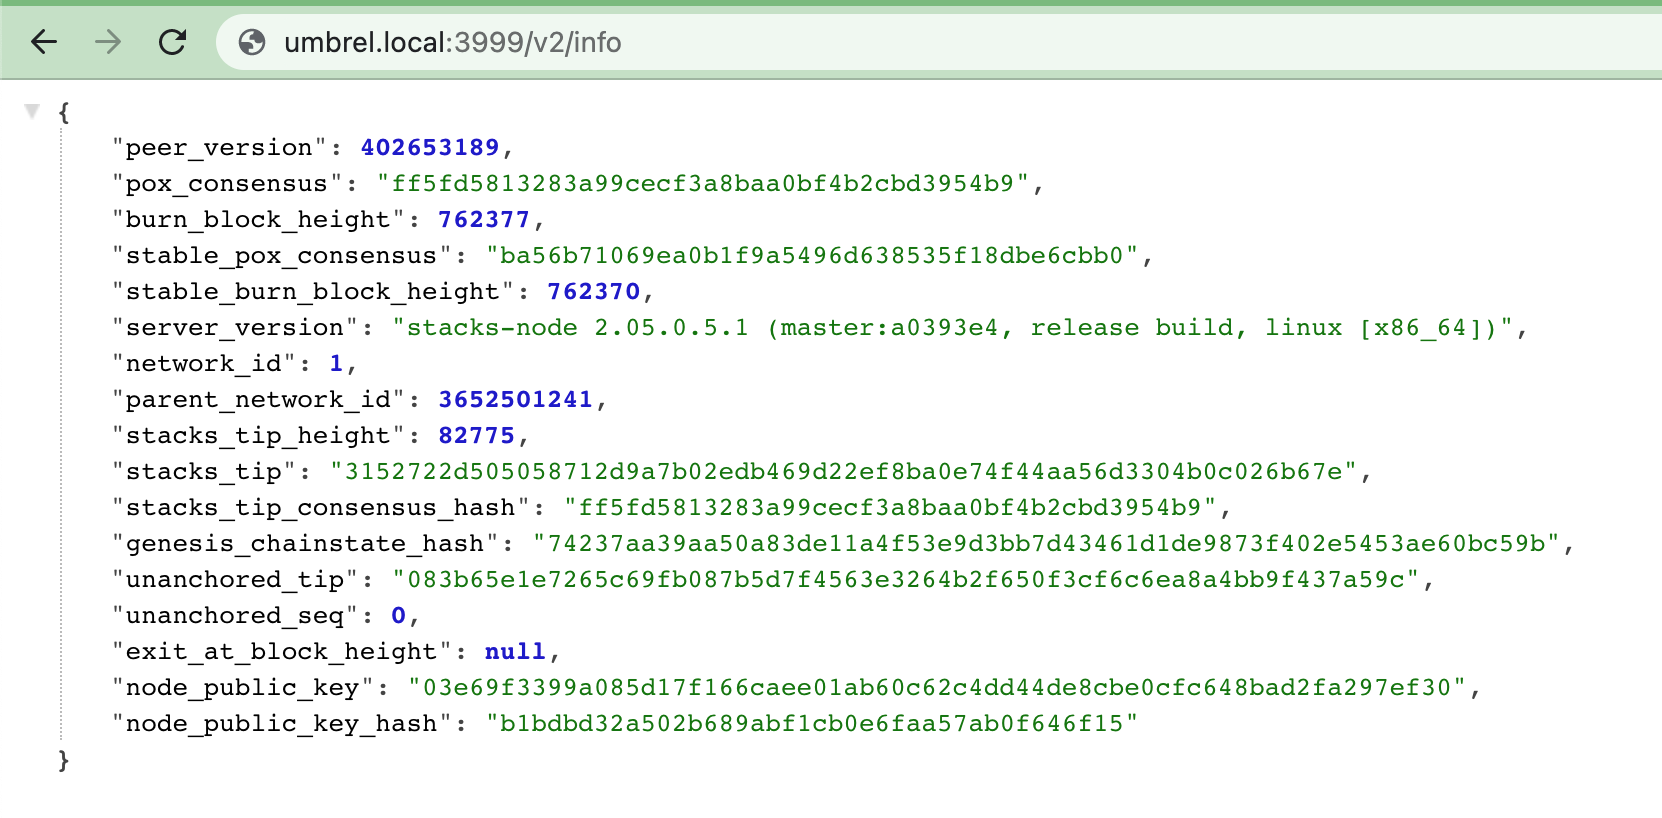 umbrel.local:3999/v2/info
{
"peer_version": 402653189,
"pox_consensus": "ff5fd5813283a99cecf3a8baa0bf4b2cbd3954b9",
"burn_block_height": 762377,
"stable_pox_consensus": "ba56b71069ea0b1f9a5496d638535f18dbe6cbb0",
"stable_burn_block_height": 762370,
"server_version": "stacks-node 2.05.0.5.1 (master:a0393e4, release build, linux [x86_64])",
"network_id": 1,
"parent_network_id": 3652501241,
"stacks_tip_height": 82775,
"stacks_tip": "3152722d505058712d9a7b02edb469d22ef8ba0e74f44aa56d3304b0c026b67e",
"stacks_tip_consensus_hash": "ff5fd5813283a99cecf3a8baa0bf4b2cbd3954b9",
"genesis_chainstate_hash": "74237aa39aa50a83de11a4f53e9d3bb7d43461d1de9873f402e5453ae60bc59b",
"unanchored_tip": "083b65e1e7265c69fb087b5d7f4563e3264b2f650f3cf6c6ea8a4bb9f437a59c",
"unanchored_seq": 0,
"exit_at_block_height": null,
"node_public_key": "03e69f3399a085d17f166caee01ab60c62c4dd44de8cbe0cfc648bad2fa297ef30",
"node_public_key_hash": "b1bdbd32a502b689abf1cb0e6faa57ab0f646f15"
}